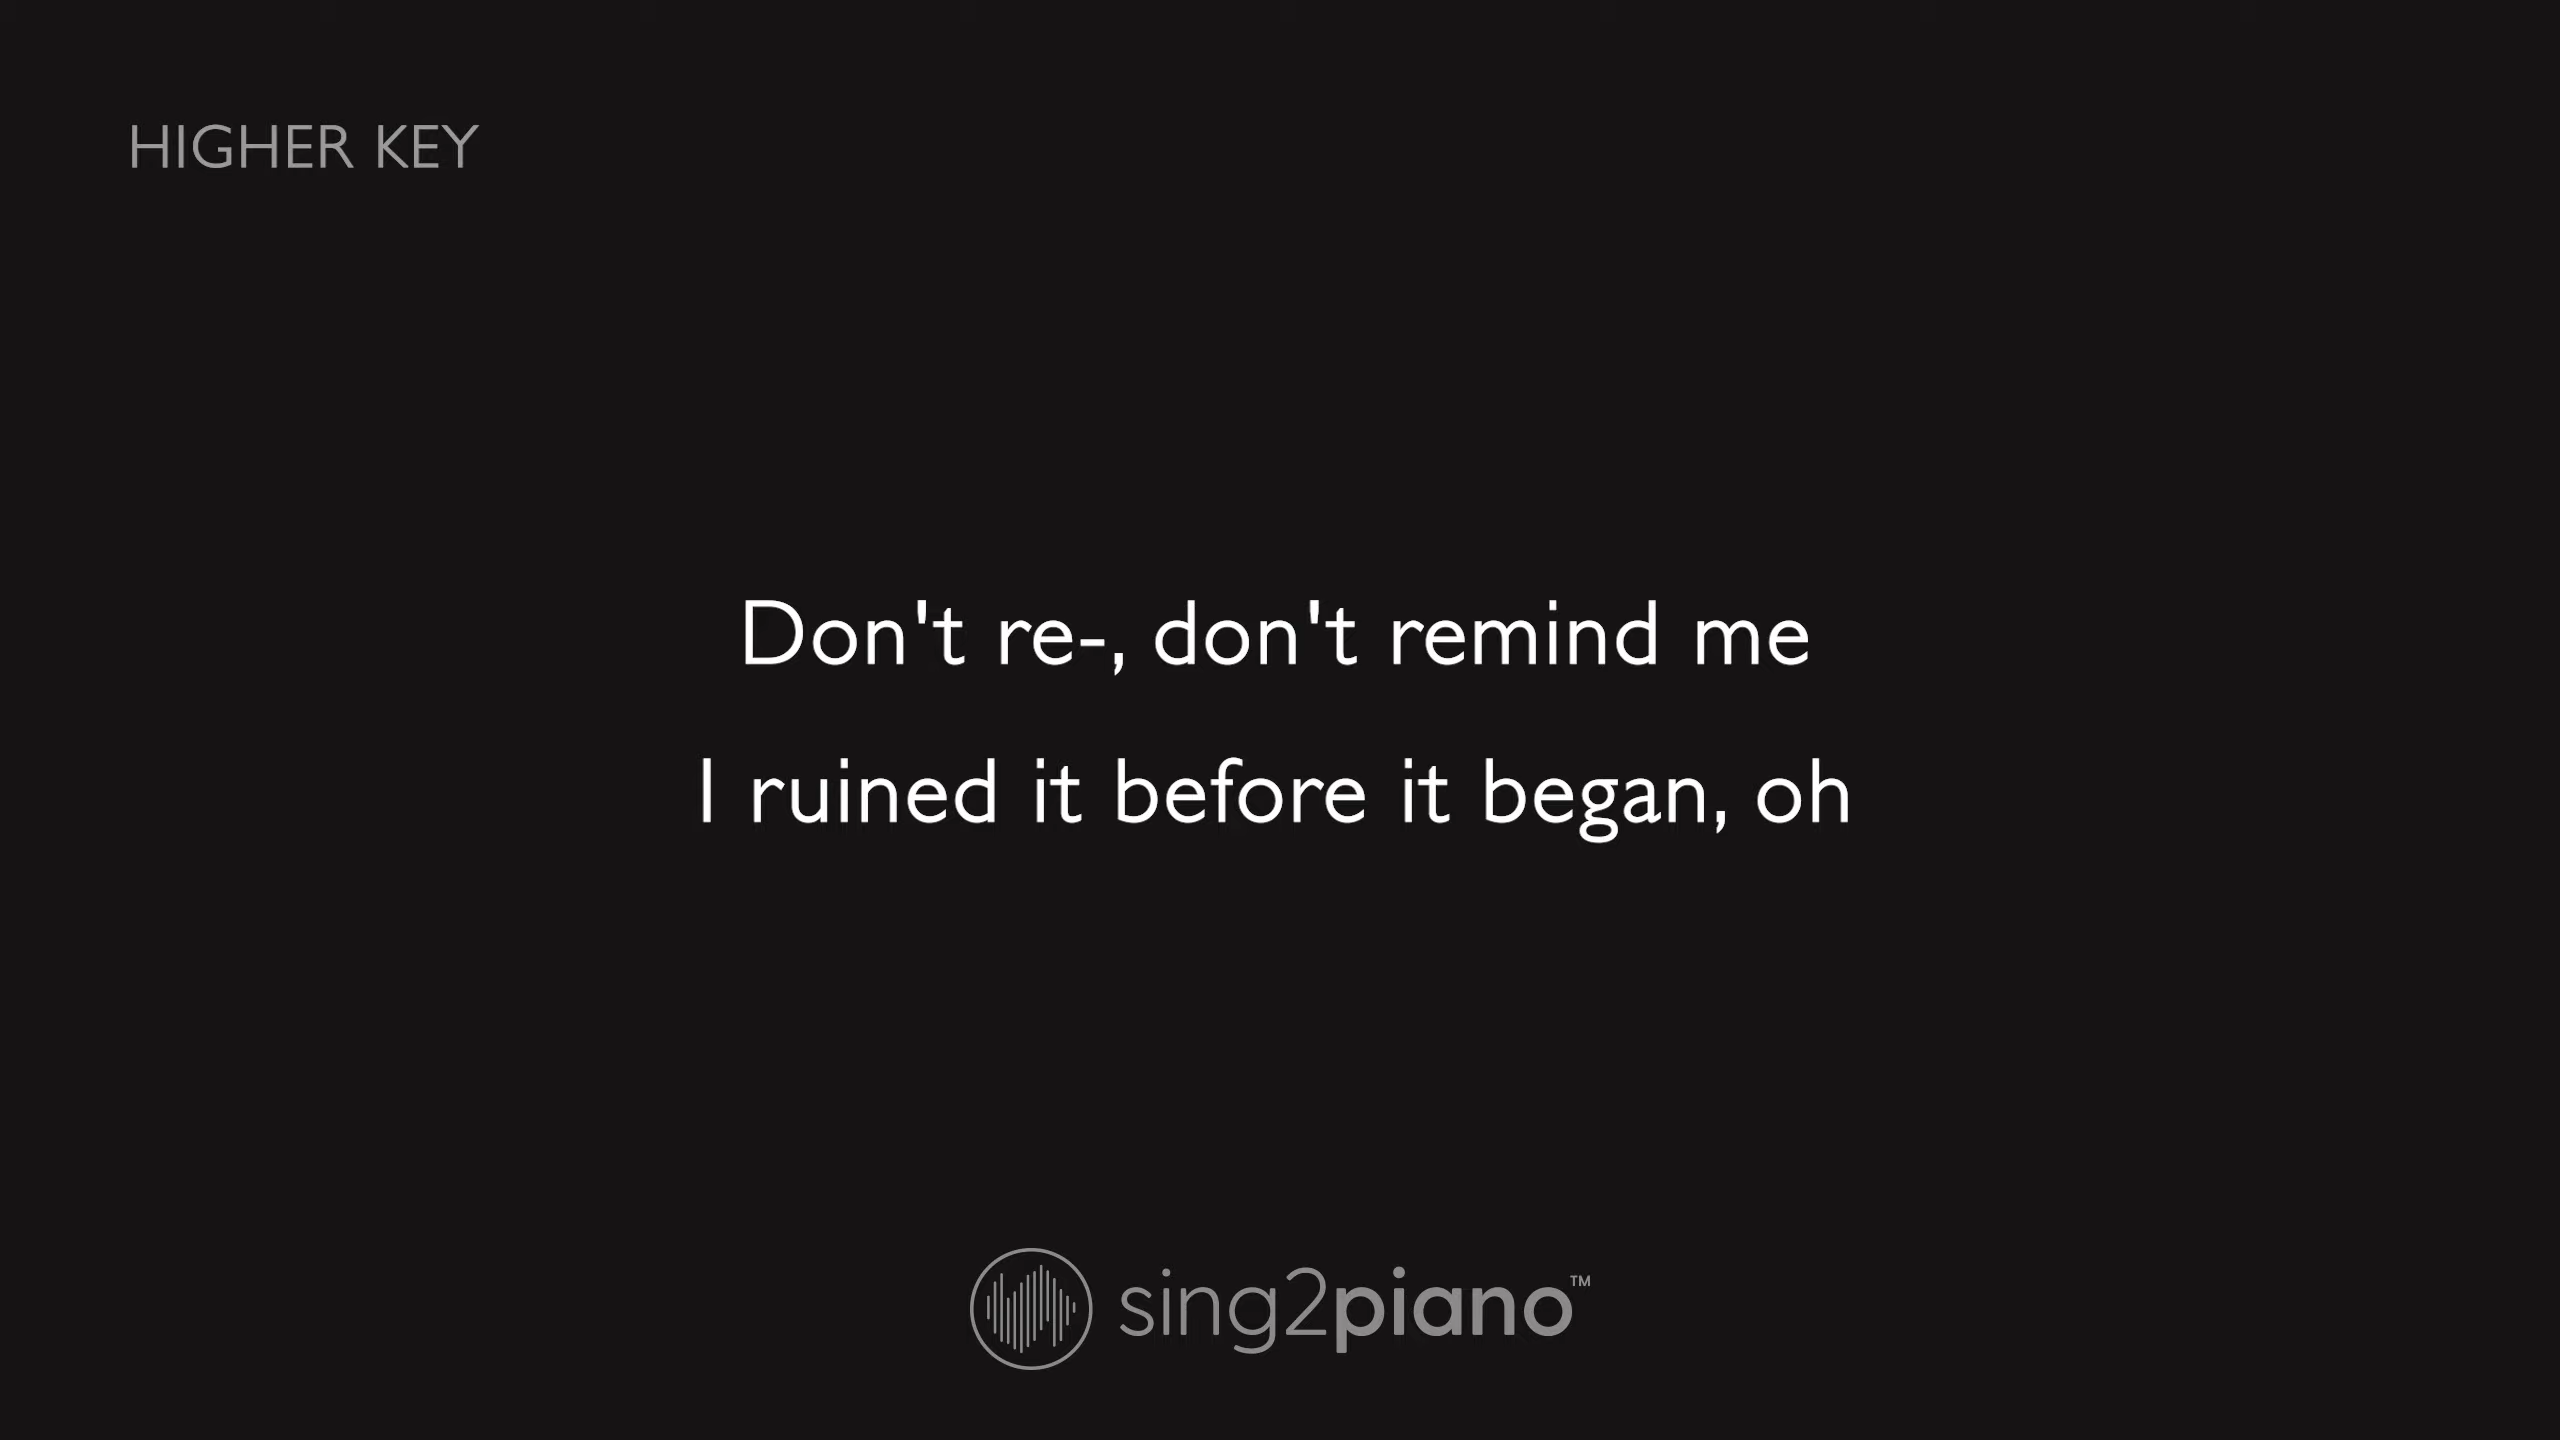 HIGHER KEY
Don't re-, don't remind me
I ruined it before it began, oh
sing2piano™